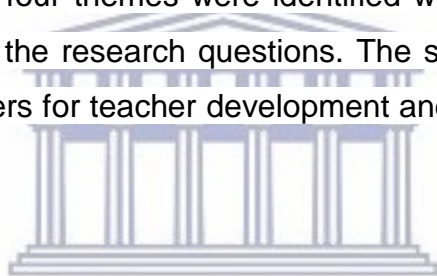 four themes were identified w
the research questions. The s
ers for teacher development and